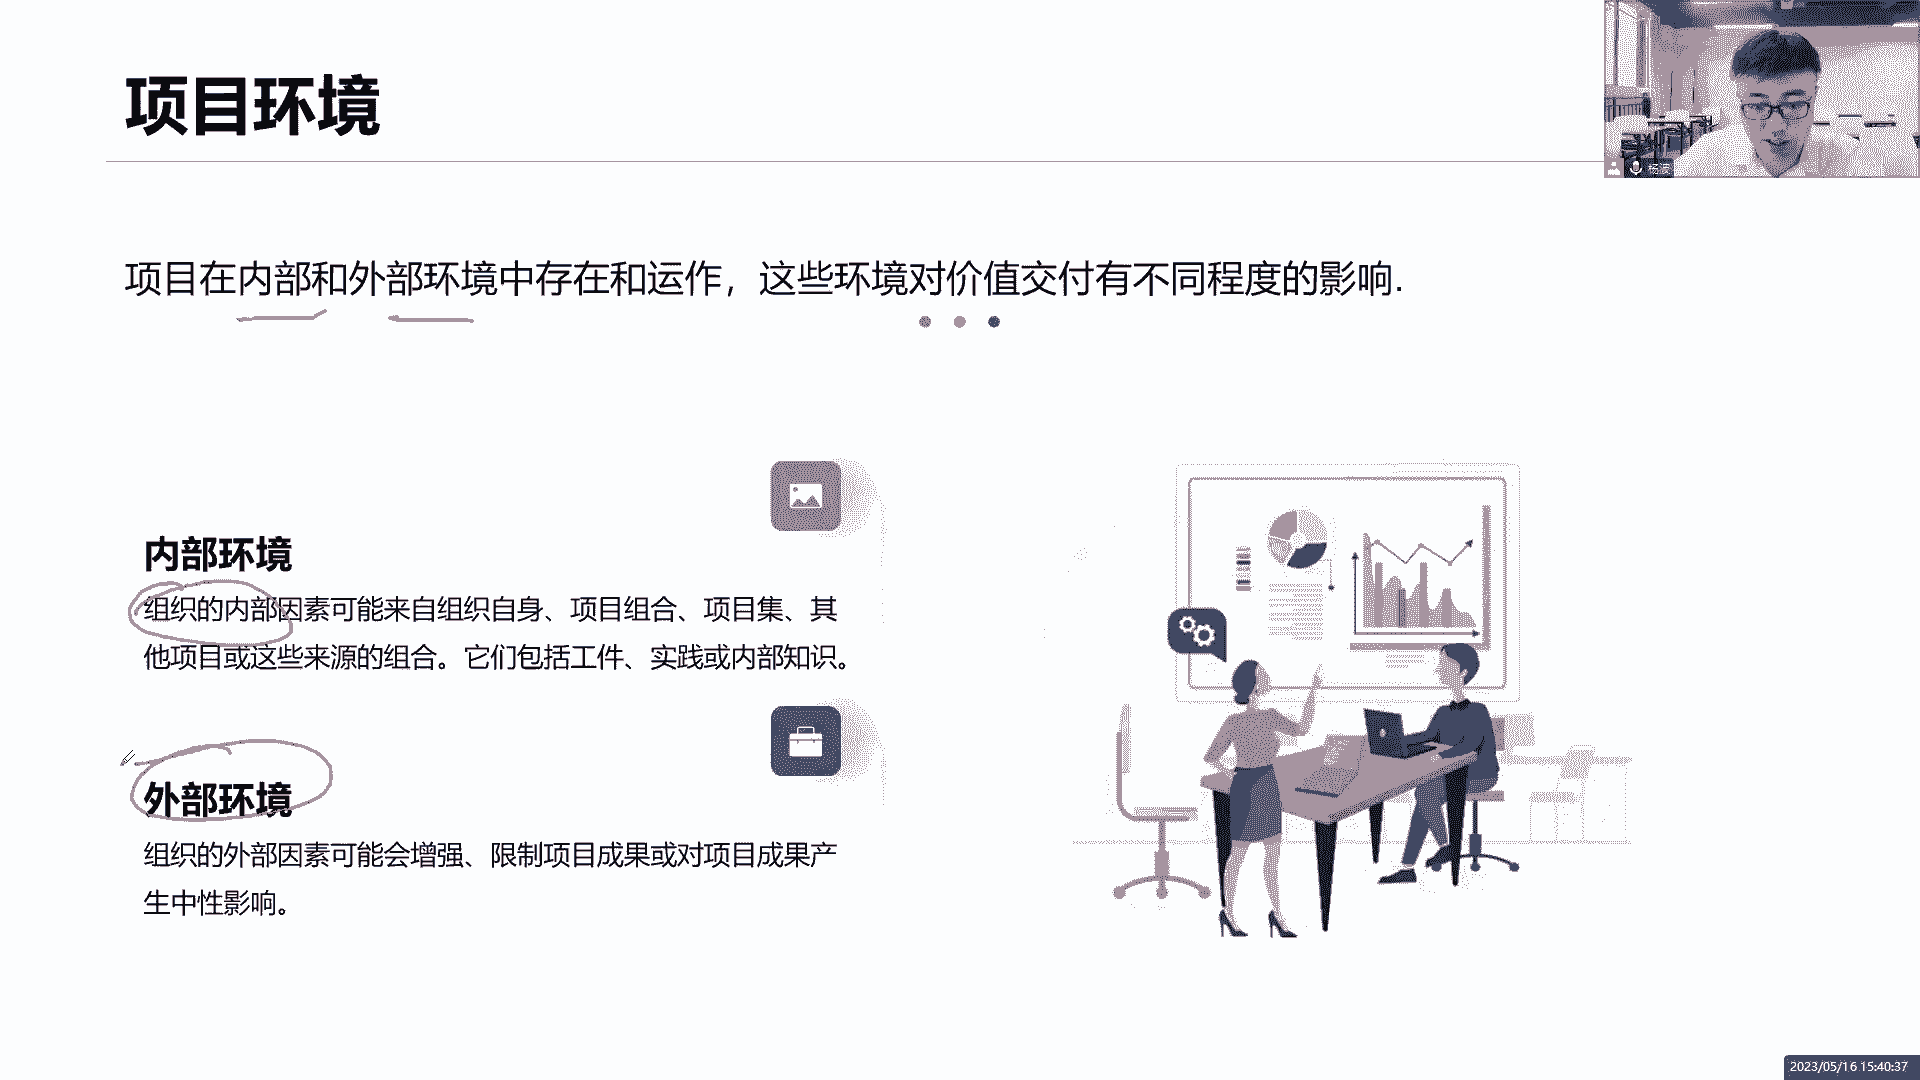 项目环境
项目在内部和外部环境中存在和运作，这些环境对价值交付有不同程度的影响.
内部环境
组织的内部因素可能来自组织自身、项目组合、项目集、其
他项目或这些来源的组合。它们包括工件、实践或内部知识。
外部环境
组织的外部因素可能会增强、限制项目成果或对项目成果产
生中性影响。
杨波
2023/05/16 15:40:37